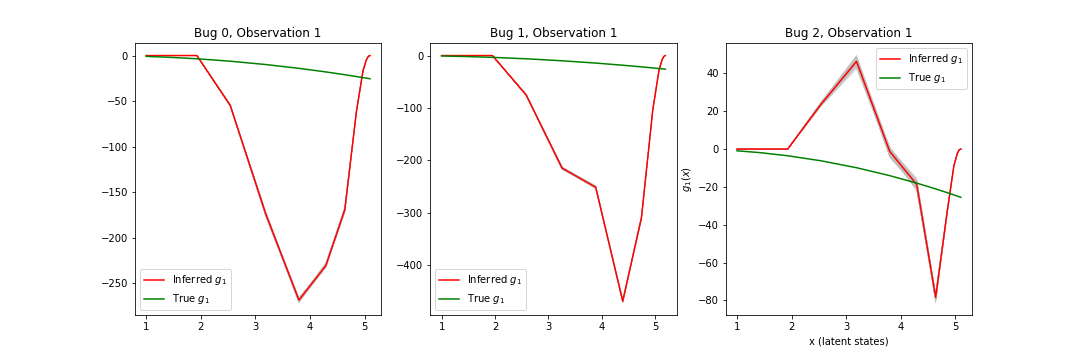 Bug 0, Observation 1
0
−50
−100
−150
−200
−250
1 2 3 4 5
Inferred g₁
True g₁
Bug 1, Observation 1
0
−100
−200
−300
−400
1 2 3 4 5
Inferred g₁
True g₁
Bug 2, Observation 1
g₁(x)
40
20
0
−20
−40
−60
−80
1 2 3 4 5
x (latent states)
Inferred g₁
True g₁